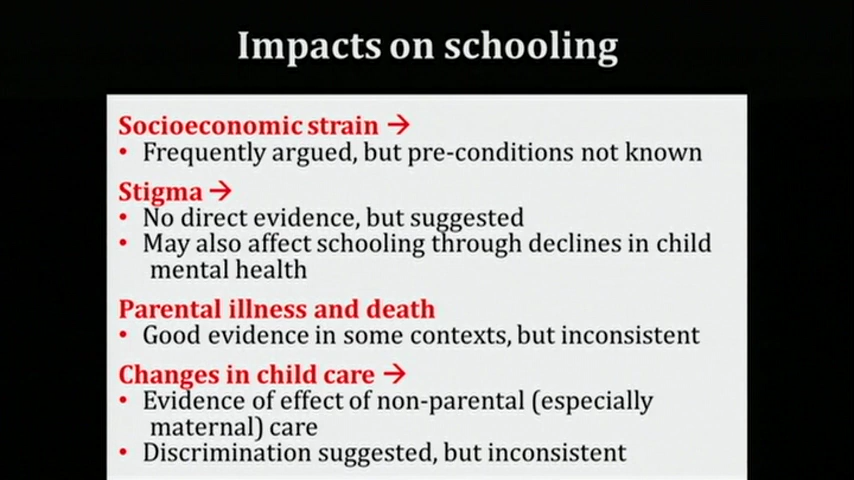 Impacts on schooling
Socioeconomic strain →
• Frequently argued, but pre-conditions not known
Stigma →
• No direct evidence, but suggested
• May also affect schooling through declines in child
mental health
Parental illness and death
• Good evidence in some contexts, but inconsistent
Changes in child care →
• Evidence of effect of non-parental (especially
maternal) care
• Discrimination suggested, but inconsistent